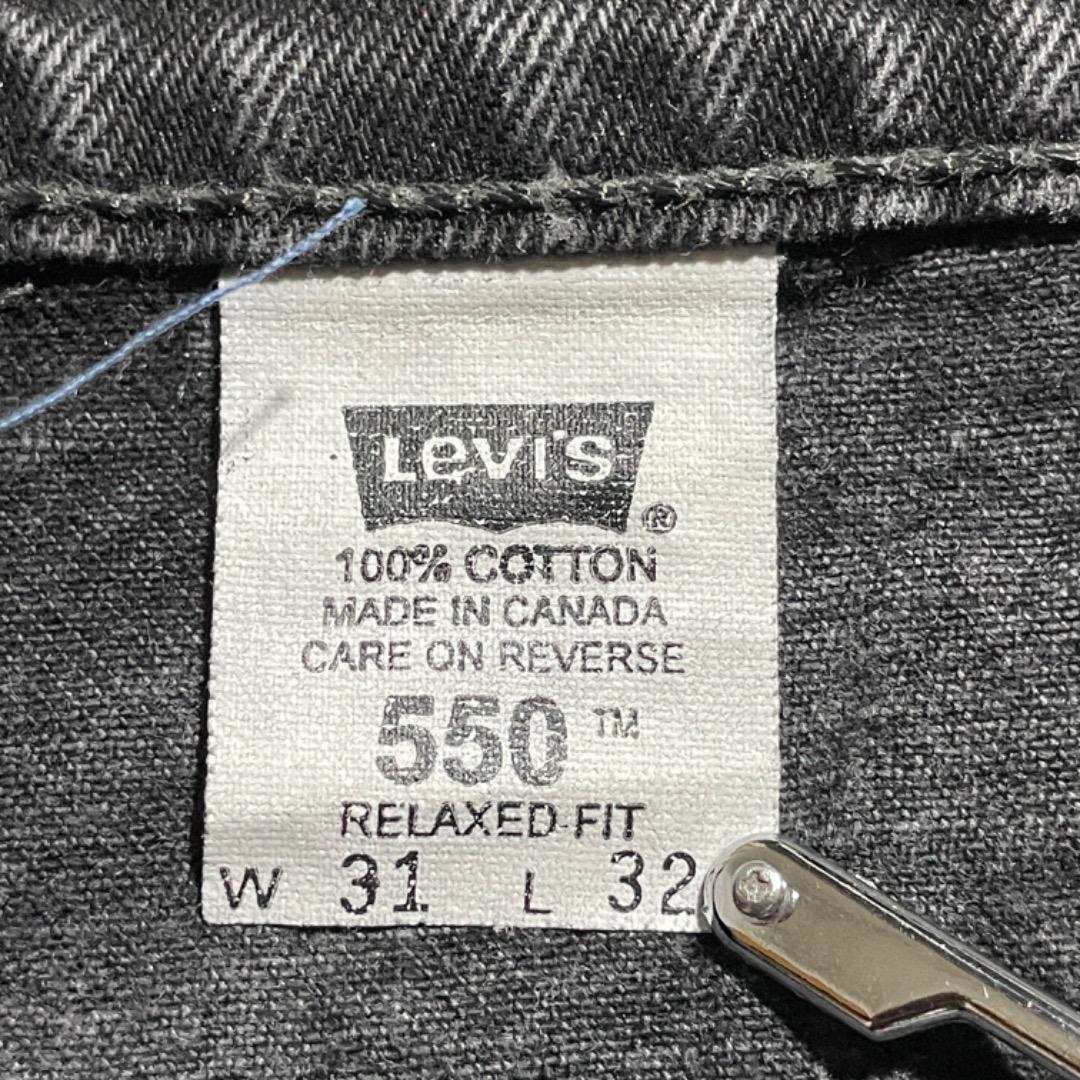 Levi's ®
100% COTTON
MADE IN CANADA
CARE ON REVERSE
550 ™
RELAXED FIT
W 31 L 32